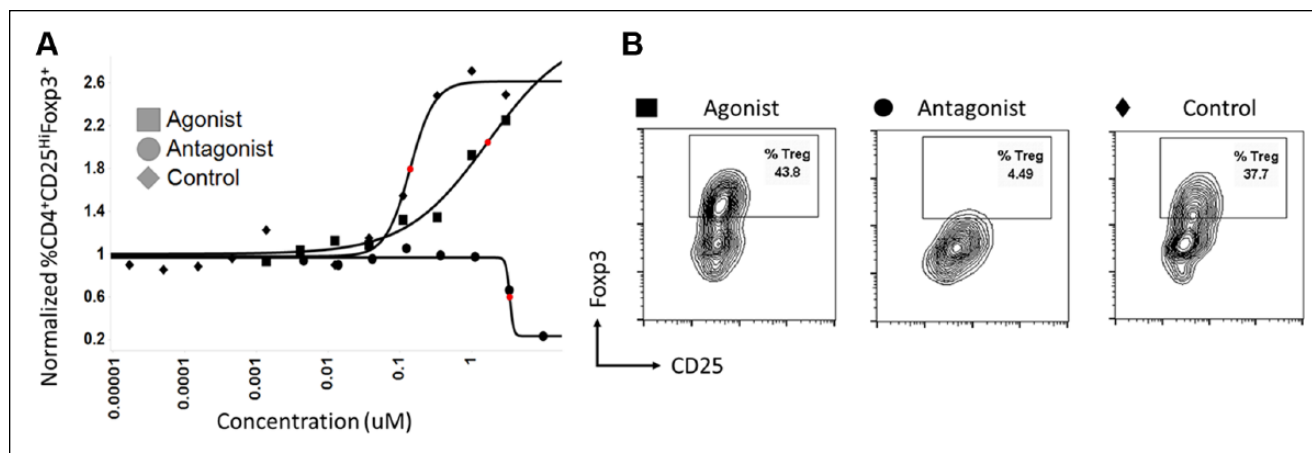 A
Normalized %CD4⁺CD25ᴴⁱFoxp3⁺
2.6
2.2
1.8
1.4
1
0.6
0.2
Agonist
Antagonist
Control
0.00001
0.0001
0.001
0.01
0.1
1
Concentration (uM)
B
Agonist
Antagonist
Control
% Treg
43.8
% Treg
4.49
% Treg
37.7
Foxp3
CD25